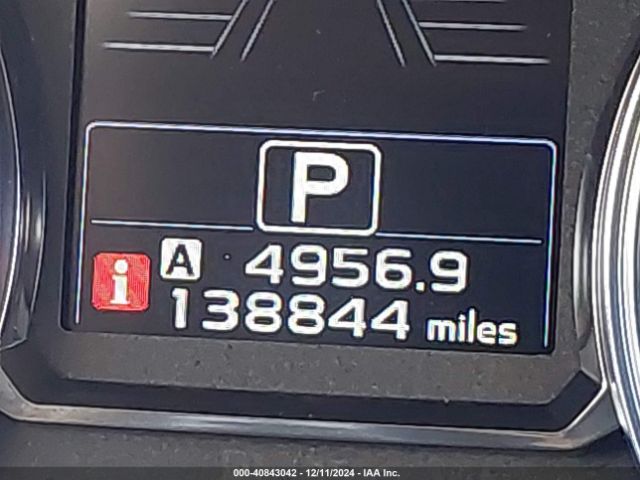 P
A 4956.9
i 138844 miles
000-40843042 - 12/11/2024 - IAA Inc.